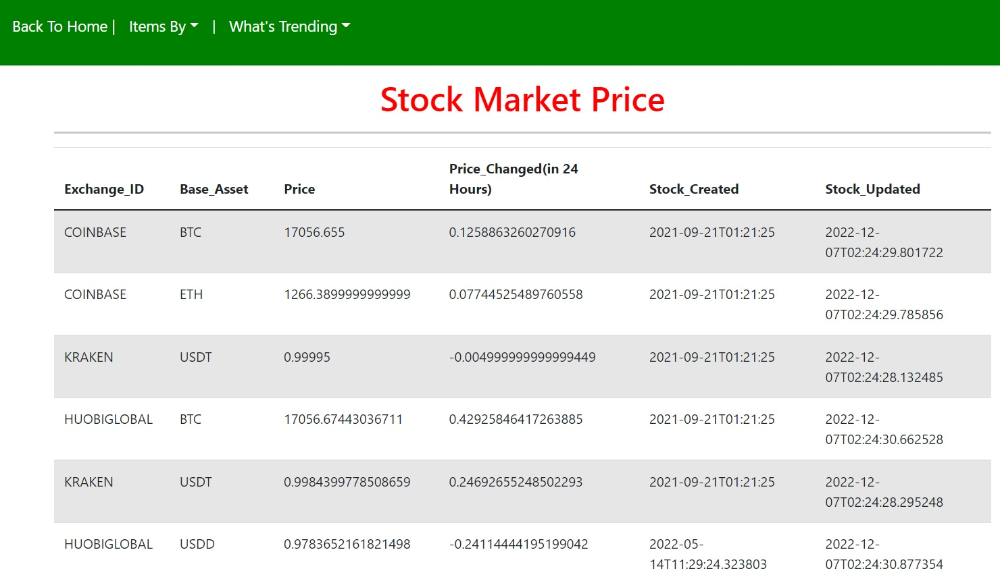 Back To Home | Items By | What's Trending
Stock Market Price
Price_Changed(in 24
Exchange_ID Base_Asset Price Hours) Stock_Created Stock_Updated
COINBASE BTC 17056.655 0.1258863260270916 2021-09-21T01:21:25 2022-12-
07T02:24:29.801722
COINBASE ETH 1266.3899999999999 0.07744525489760558 2021-09-21T01:21:25 2022-12-
07T02:24:29.785856
KRAKEN USDT 0.99995 -0.004999999999999449 2021-09-21T01:21:25 2022-12-
07T02:24:28.132485
HUOBIGLOBAL BTC 17056.67443036711 0.42925846417263885 2021-09-21T01:21:25 2022-12-
07T02:24:30.662528
KRAKEN USDT 0.9984399778508659 0.24692655248502293 2021-09-21T01:21:25 2022-12-
07T02:24:28.295248
HUOBIGLOBAL USDD 0.9783652161821498 -0.24114444195199042 2022-05- 2022-12-
14T11:29:24.323803 07T02:24:30.877354